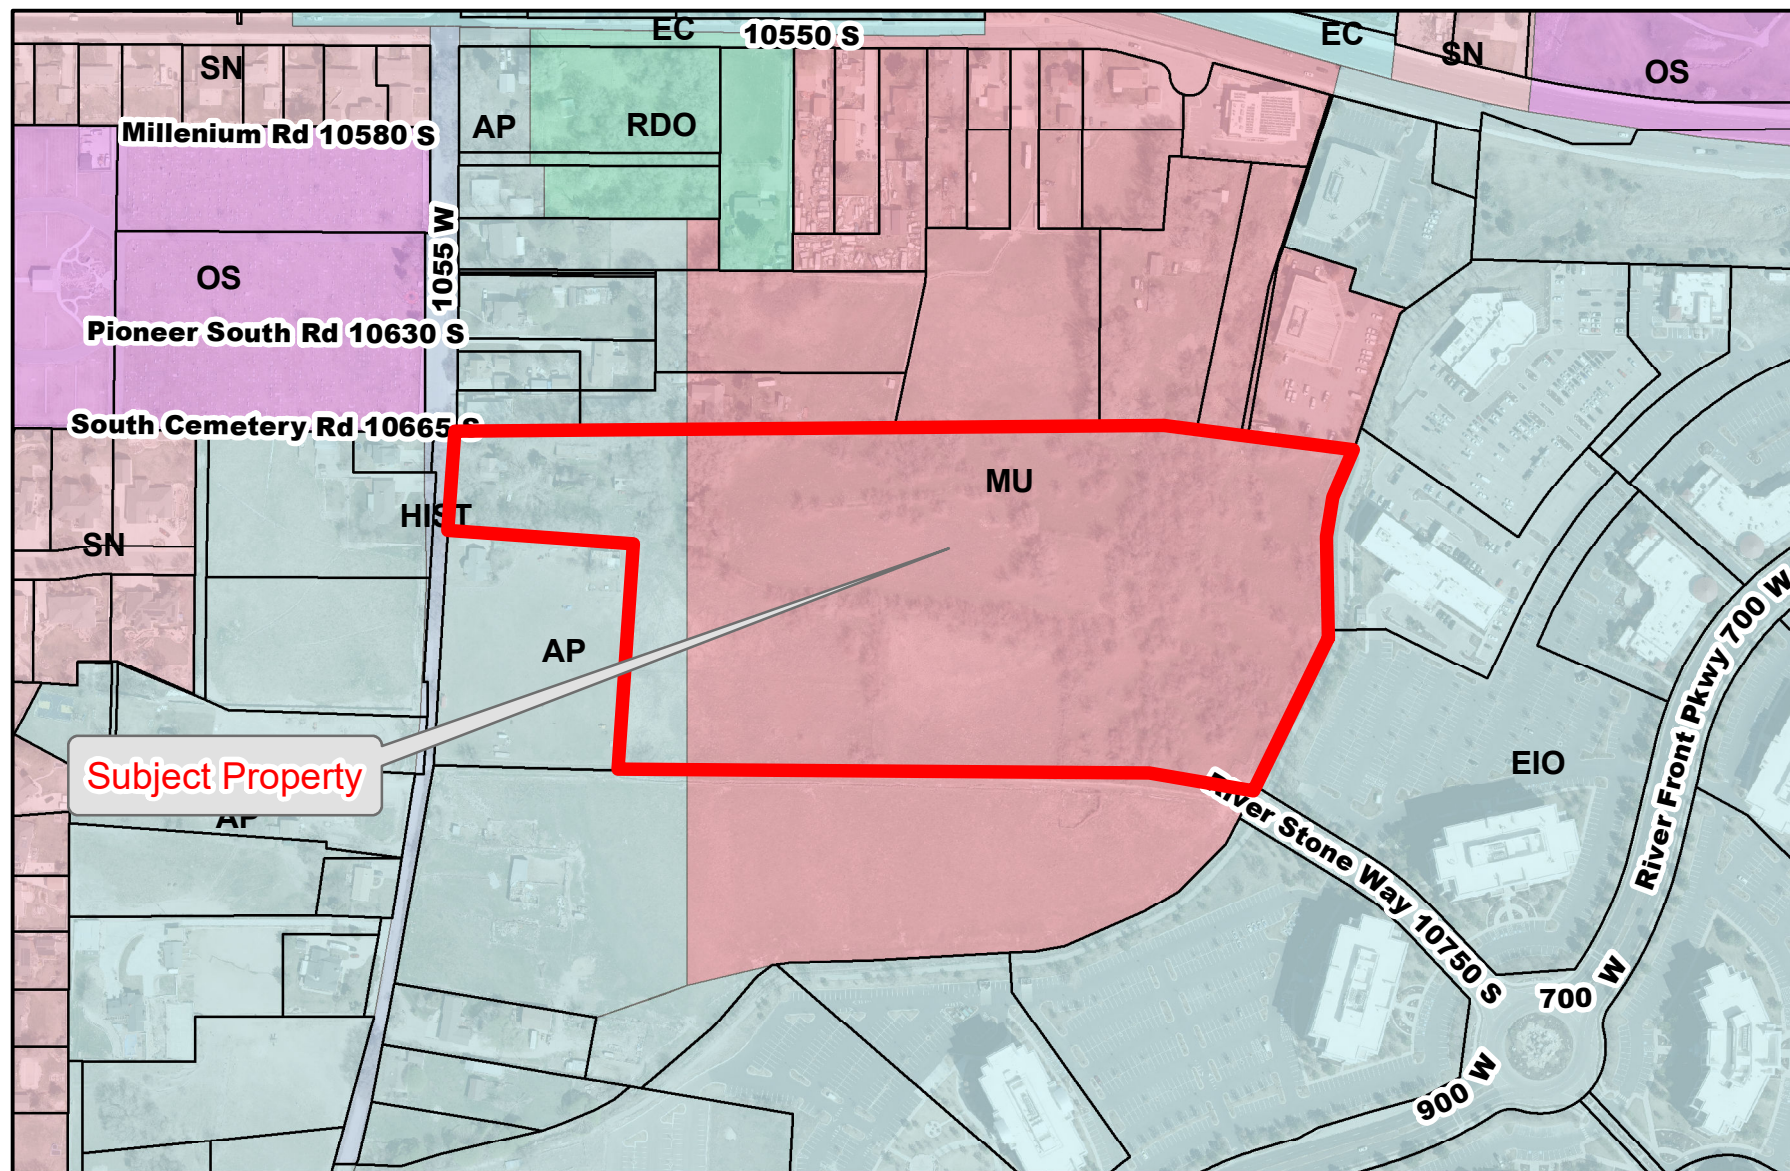 EC
10550 S
EC
SN
SN
OS
AP
RDO
Millenium Rd 10580 S
1055 W
OS
Pioneer South Rd 10630 S
South Cemetery Rd 10665 S
MU
HIST
SN
AP
River Front Pkwy 700 W
Subject Property
EIO
AP
River Stone Way 10750 S
700 W
900 W